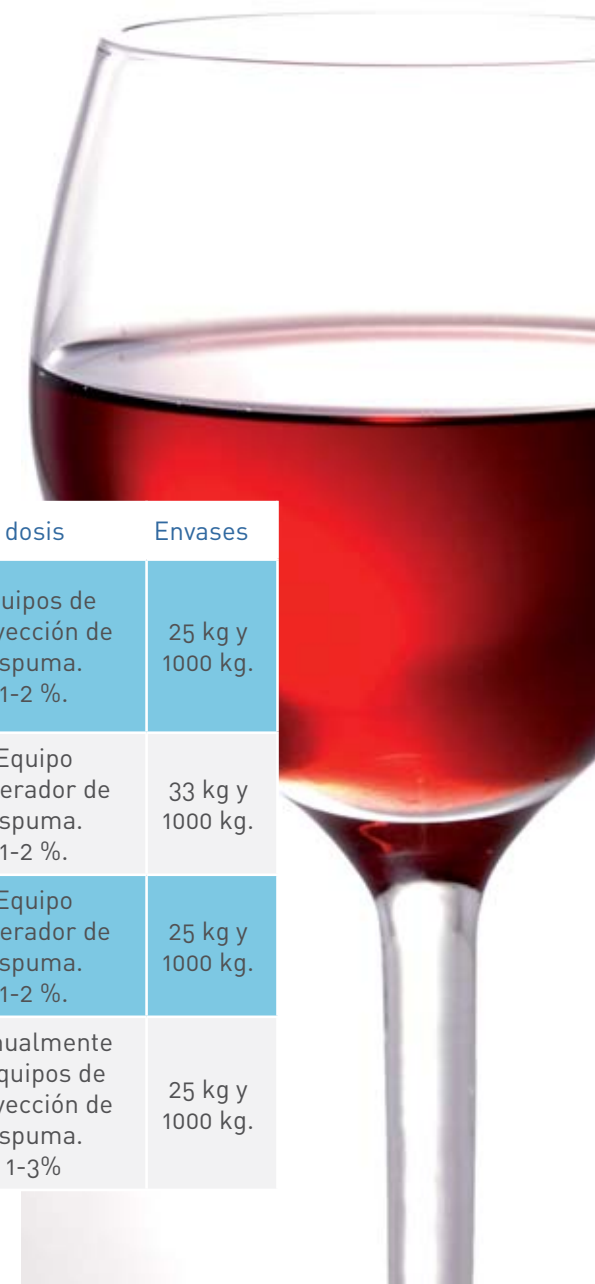 dosis
Envases
uipos de
yección de
spuma.
1-2 %.
25 kg y
1000 kg.
Equipo
erador de
spuma.
1-2 %.
33 kg y
1000 kg.
Equipo
erador de
spuma.
1-2 %.
25 kg y
1000 kg.
nualmente
quipos de
yección de
spuma.
1-3%
25 kg y
1000 kg.